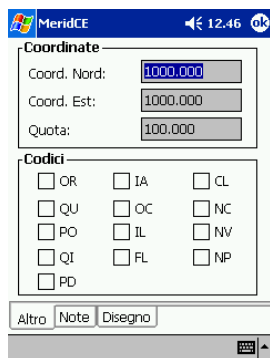 MeridCE 12.46 ok
Coordinate
Coord. Nord: 1000.000
Coord. Est: 1000.000
Quota: 100.000
Codici
OR IA CL
QU OC NC
PO IL NV
QI FL NP
PD
Altro Note Disegno